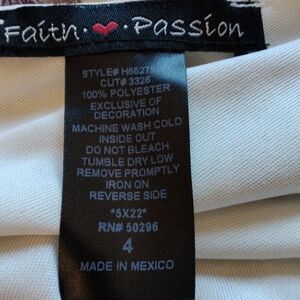 Faith · ❤ · Passion
STYLE# H5527
CUT# 3326
100% POLYESTER
EXCLUSIVE OF
DECORATION
MACHINE WASH COLD
INSIDE OUT
DO NOT BLEACH
TUMBLE DRY LOW
REMOVE PROMPTLY
IRON ON
REVERSE SIDE
*5X22*
RN# 50296
4
MADE IN MEXICO